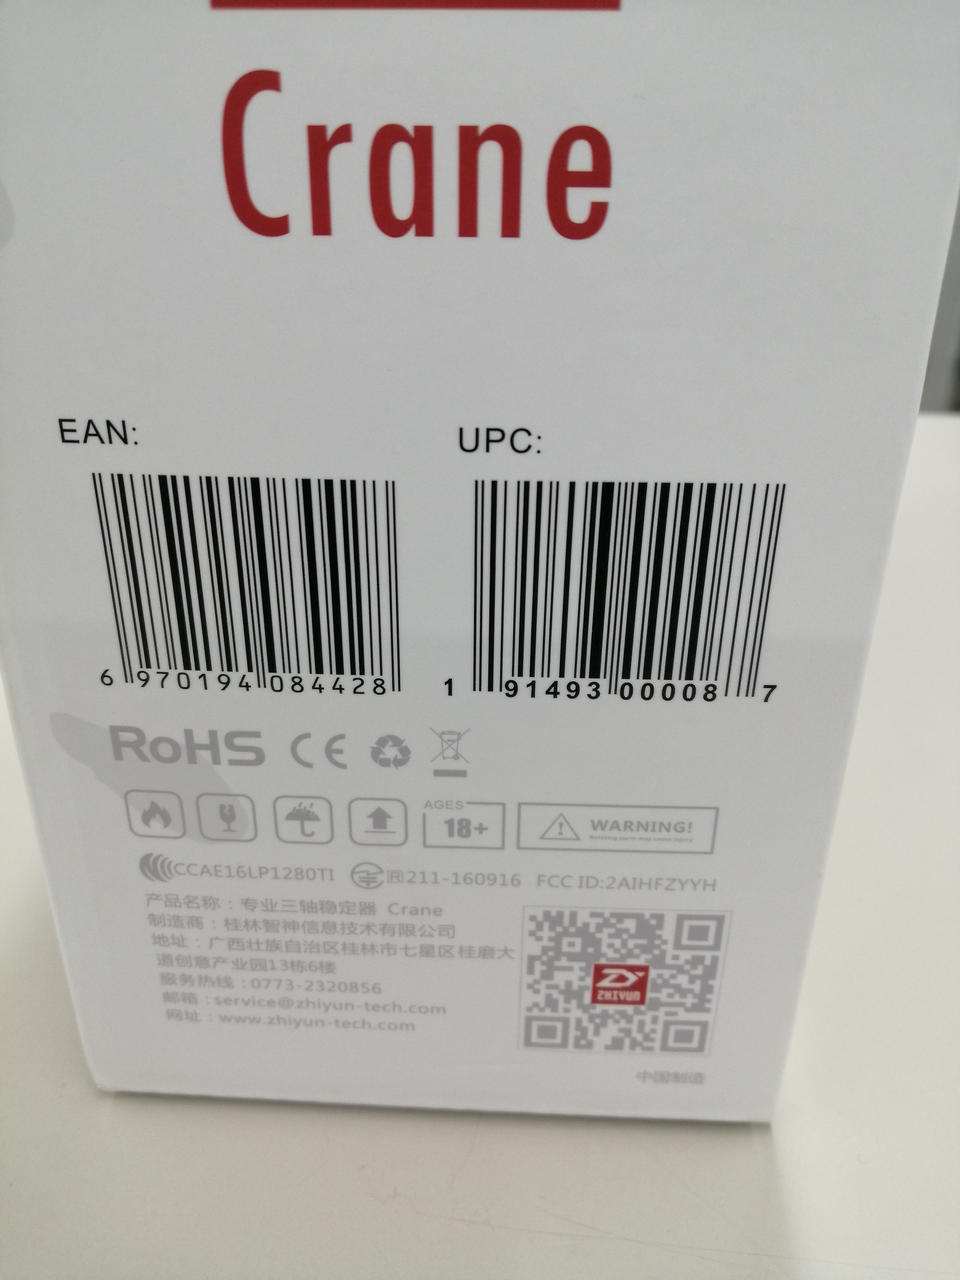 Crane
EAN:
UPC:
6 970194 084428
1 91493 00008 7
RoHS CE
AGES
18+
WARNING!
Rotating parts may cause injury
CCAE16LP1280TI R 211-160916 FCC ID:2AIHFZYYH
产品名称：专业三轴稳定器 Crane
制造商：桂林智神信息技术有限公司
地址：广西壮族自治区桂林市七星区桂磨大
道创意产业园13栋6楼
服务热线：0773-2320856
邮箱：service@zhiyun-tech.com
网址：www.zhiyun-tech.com
ZHIYUN
中国制造